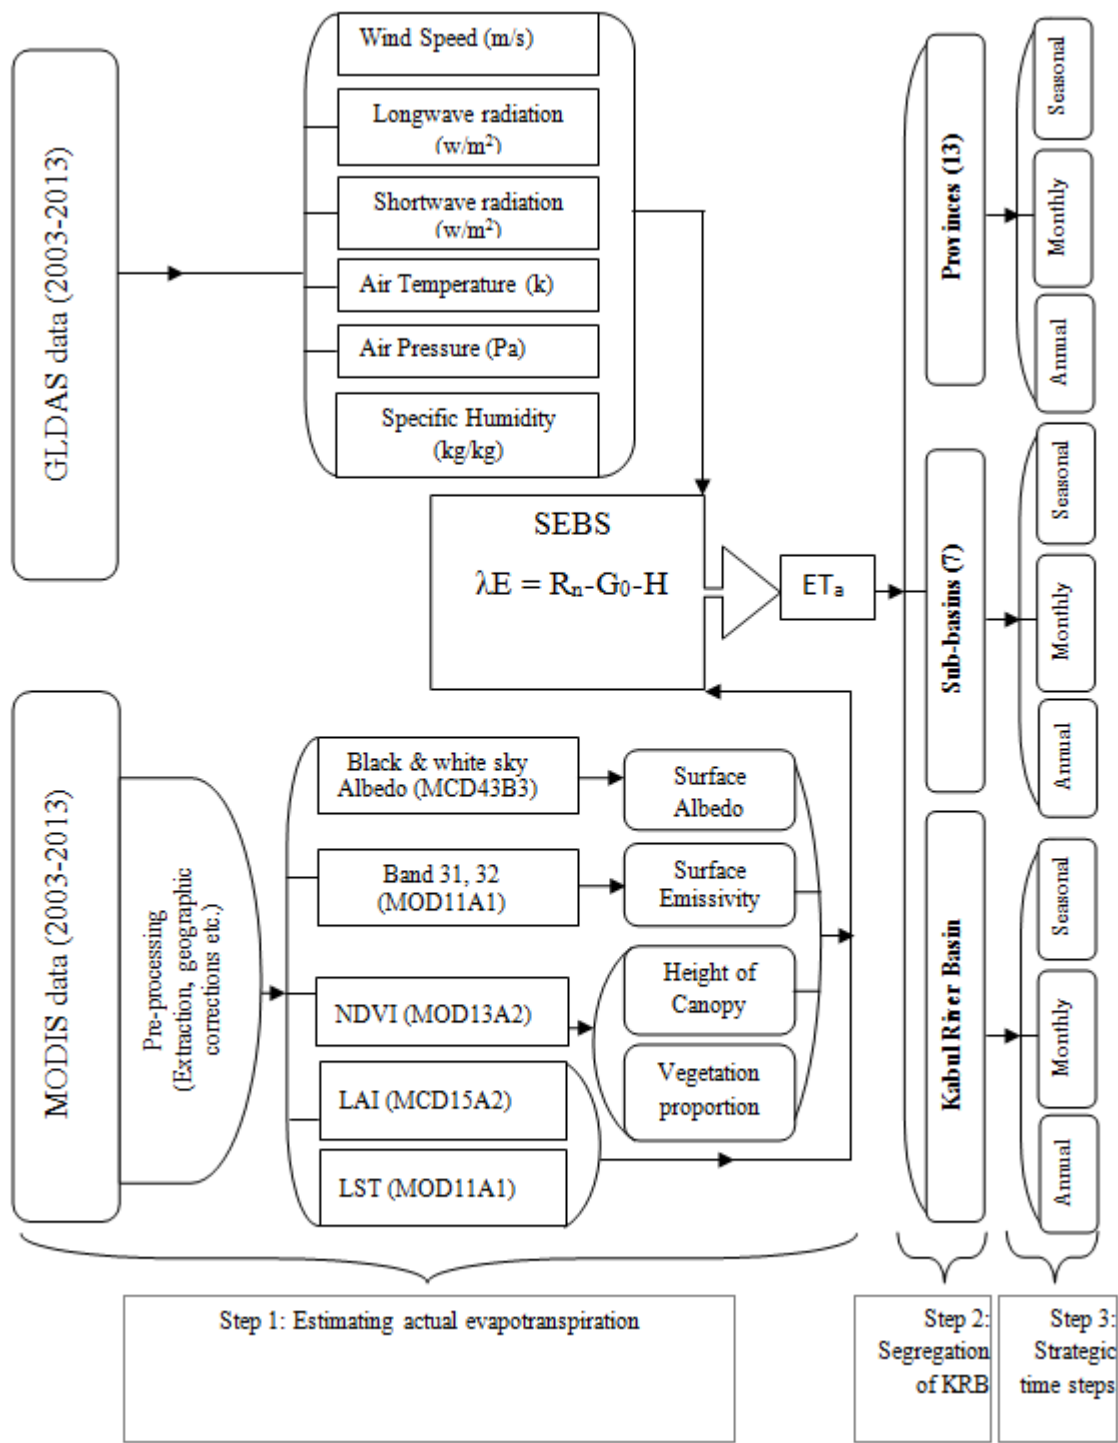 GLDAS data (2003-2013)
Wind Speed (m/s)
Longwave radiation
(w/m²)
Shortwave radiation
(w/m²)
Air Temperature (k)
Air Pressure (Pa)
Specific Humidity
(kg/kg)
SEBS
λE = Rₙ-G₀-H
ETₐ
MODIS data (2003-2013)
Pre-processing
(Extraction, geographic
corrections etc.)
Black & white sky
Albedo (MCD43B3)
Band 31, 32
(MOD11A1)
NDVI (MOD13A2)
LAI (MCD15A2)
LST (MOD11A1)
Surface
Albedo
Surface
Emissivity
Height of
Canopy
Vegetation
proportion
Provinces (13)
Seasonal
Monthly
Annual
Sub-basins (7)
Seasonal
Monthly
Annual
Kabul River Basin
Seasonal
Monthly
Annual
Step 1: Estimating actual evapotranspiration
Step 2:
Segregation
of KRB
Step 3:
Strategic
time steps